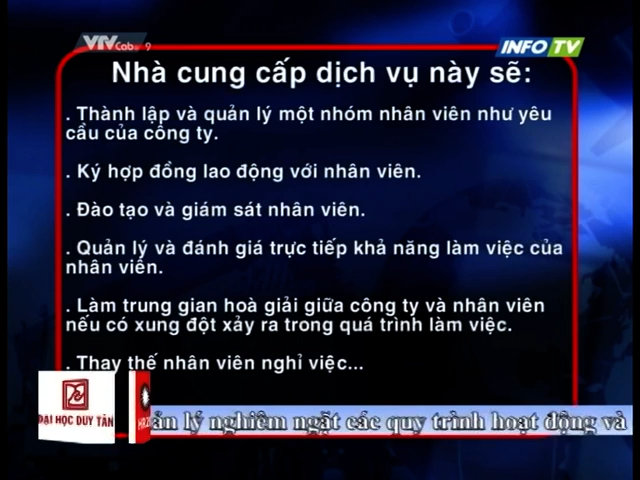 VTVCab 9
INFO TV
Nhà cung cấp dịch vụ này sẽ:
. Thành lập và quản lý một nhóm nhân viên như yêu
cầu của công ty.
. Ký hợp đồng lao động với nhân viên.
. Đào tạo và giám sát nhân viên.
. Quản lý và đánh giá trực tiếp khả năng làm việc của
nhân viên.
. Làm trung gian hoà giải giữa công ty và nhân viên
nếu có xung đột xảy ra trong quá trình làm việc.
. Thay thế nhân viên nghỉ việc...
ĐẠI HỌC DUY TÂN
ản lý nghiêm ngặt các quy trình hoạt động và